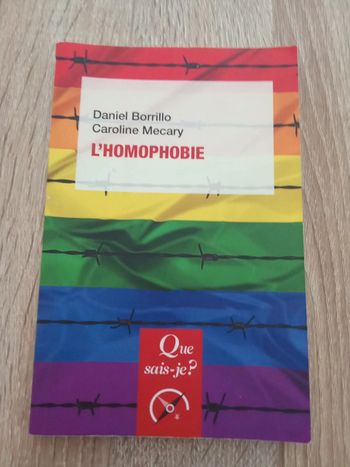 Daniel Borrillo
Caroline Mecary
L'HOMOPHOBIE
Que
sais-je?